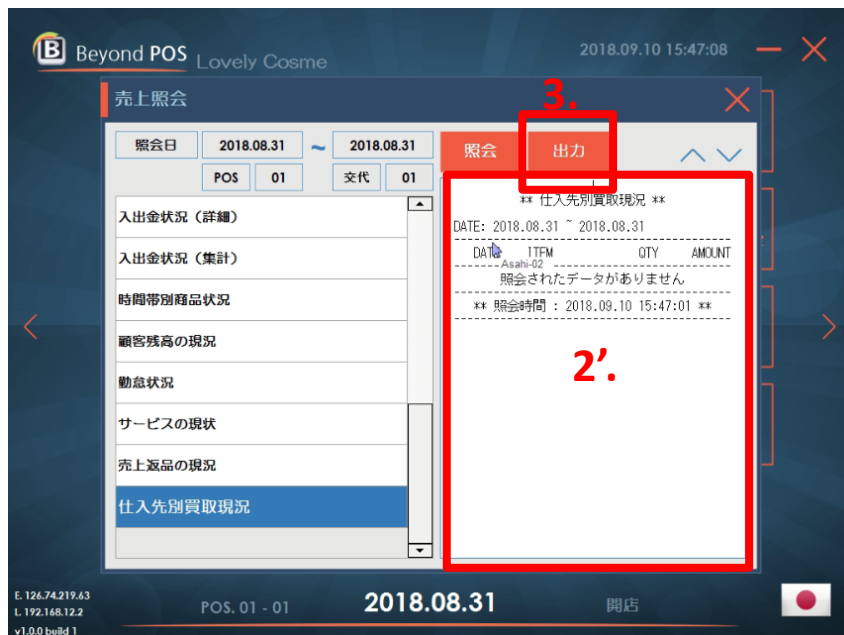 B Beyond POS Lovely Cosme 2018.09.10 15:47:08
売上照会
3.
照会日 2018.08.31 ~ 2018.08.31
POS 01 交代 01
照会 出力
入出金状況（詳細）
入出金状況（集計）
時間帯別商品状況
顧客残高の現況
勤怠状況
サービスの現状
売上返品の現況
仕入先別買取現況
** 仕入先別買取現況 **
DATE: 2018.08.31 ~ 2018.08.31
DATE ITEM QTY AMOUNT
Asahi-02
照会されたデータがありません
** 照会時間 : 2018.09.10 15:47:01 **
2’.
E. 126.74.219.63
L. 192.168.12.2
v1.0.0 build 1
POS. 01 - 01 2018.08.31 開店